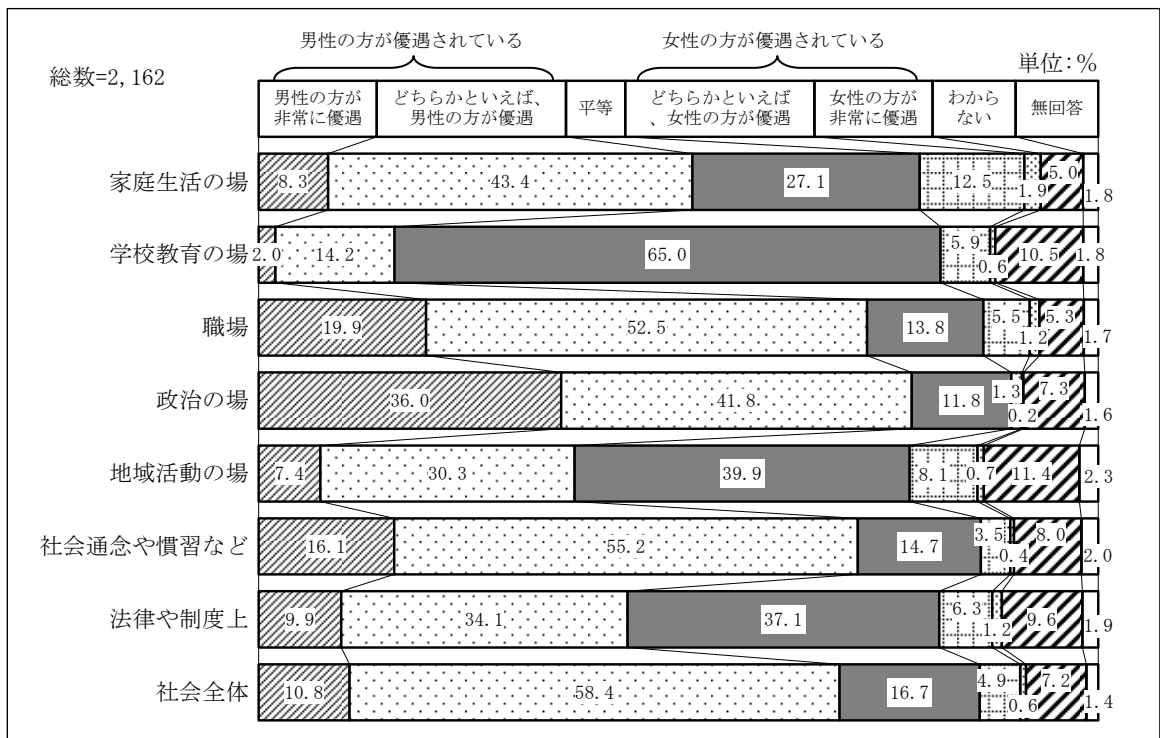 男性の方が優遇されている 女性の方が優遇されている
総数=2,162 単位:%
男性の方が
非常に優遇
どちらかといえば、
男性の方が優遇
平等
どちらかといえば
、女性の方が優遇
女性の方が
非常に優遇
わから
ない
無回答
家庭生活の場 8.3 43.4 27.1 12.5 1.9 5.0 1.8
学校教育の場 2.0 14.2 65.0 5.9 0.6 10.5 1.8
職場 19.9 52.5 13.8 5.5 1.2 5.3 1.7
政治の場 36.0 41.8 11.8 1.3 0.2 7.3 1.6
地域活動の場 7.4 30.3 39.9 8.1 0.7 11.4 2.3
社会通念や慣習など 16.1 55.2 14.7 3.5 0.4 8.0 2.0
法律や制度上 9.9 34.1 37.1 6.3 1.2 9.6 1.9
社会全体 10.8 58.4 16.7 4.9 0.6 7.2 1.4